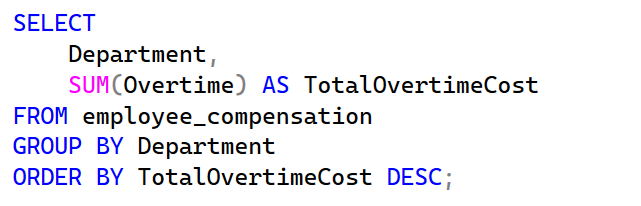 SELECT
    Department,
    SUM(Overtime) AS TotalOvertimeCost
FROM employee_compensation
GROUP BY Department
ORDER BY TotalOvertimeCost DESC;